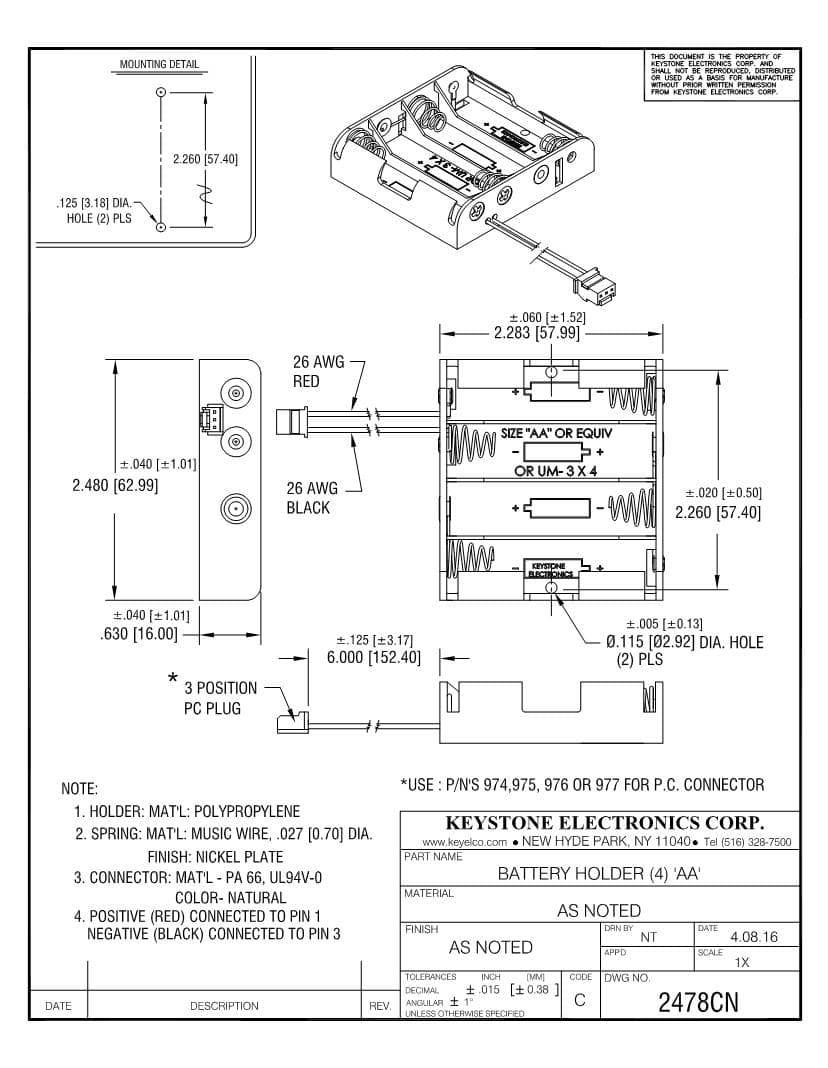 MOUNTING DETAIL
2.260 [57.40]
.125 [3.18] DIA.
HOLE (2) PLS
THIS DOCUMENT IS THE PROPERTY OF
KEYSTONE ELECTRONICS CORP. AND
SHALL NOT BE REPRODUCED, DISTRIBUTED
OR USED AS A BASIS FOR MANUFACTURE
WITHOUT PRIOR WRITTEN PERMISSION
FROM KEYSTONE ELECTRONICS CORP.
±.060 [±1.52]
2.283 [57.99]
26 AWG
RED
26 AWG
BLACK
±.040 [±1.01]
2.480 [62.99]
+ -
SIZE "AA" OR EQUIV
- +
OR UM- 3 X 4
+ -
KEYSTONE
- +
ELECTRONICS
±.020 [±0.50]
2.260 [57.40]
±.040 [±1.01]
.630 [16.00]
±.005 [±0.13]
Ø.115 [Ø2.92] DIA. HOLE
(2) PLS
±.125 [±3.17]
6.000 [152.40]
* 3 POSITION
PC PLUG
*USE : P/N'S 974,975, 976 OR 977 FOR P.C. CONNECTOR
NOTE:
1. HOLDER: MAT'L: POLYPROPYLENE
2. SPRING: MAT'L: MUSIC WIRE, .027 [0.70] DIA.
FINISH: NICKEL PLATE
3. CONNECTOR: MAT'L - PA 66, UL94V-0
COLOR- NATURAL
4. POSITIVE (RED) CONNECTED TO PIN 1
NEGATIVE (BLACK) CONNECTED TO PIN 3
DATE DESCRIPTION REV.
KEYSTONE ELECTRONICS CORP.
www.keyelco.com ● NEW HYDE PARK, NY 11040● Tel (516) 328-7500
PART NAME
BATTERY HOLDER (4) 'AA'
MATERIAL
AS NOTED
FINISH
AS NOTED
DRN BY
NT
DATE
4.08.16
APP'D
SCALE
1X
TOLERANCES INCH [MM]
DECIMAL ± .015 [± 0.38 ]
ANGULAR ± 1°
UNLESS OTHERWISE SPECIFIED
CODE
C
DWG NO.
2478CN